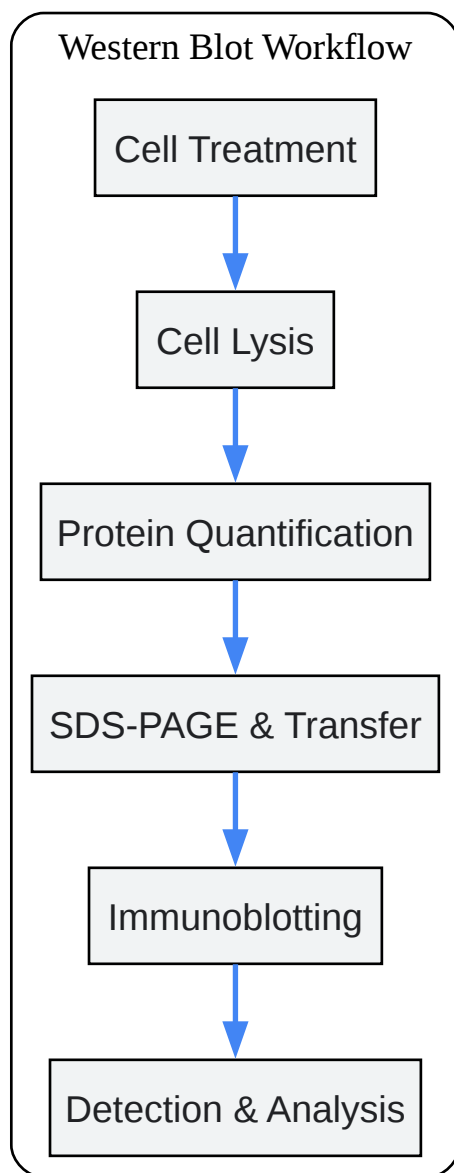 Western Blot Workflow
Cell Treatment
Cell Lysis
Protein Quantification
SDS-PAGE & Transfer
Immunoblotting
Detection & Analysis